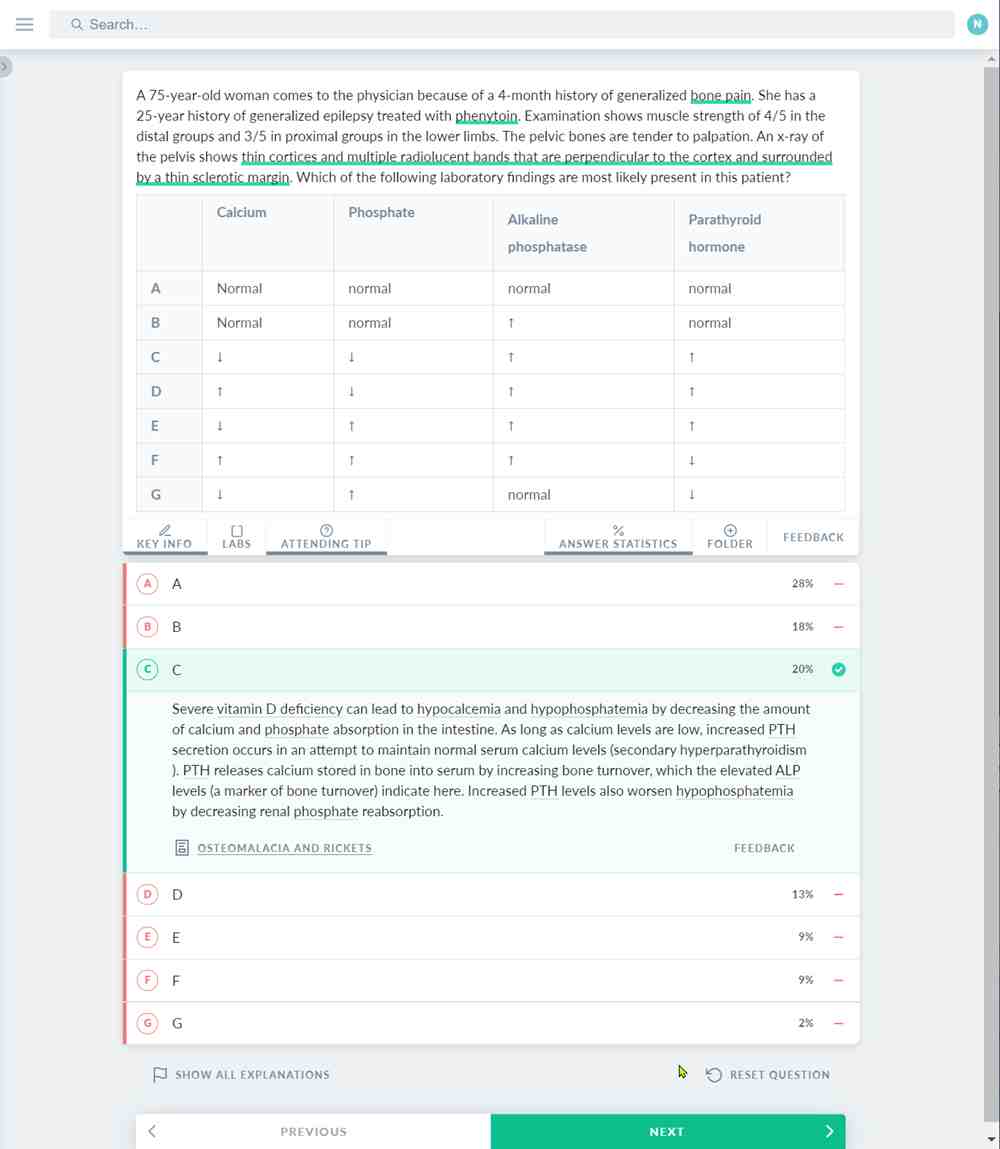 Search...
N
A 75-year-old woman comes to the physician because of a 4-month history of generalized bone pain. She has a
25-year history of generalized epilepsy treated with phenytoin. Examination shows muscle strength of 4/5 in the
distal groups and 3/5 in proximal groups in the lower limbs. The pelvic bones are tender to palpation. An x-ray of
the pelvis shows thin cortices and multiple radiolucent bands that are perpendicular to the cortex and surrounded
by a thin sclerotic margin. Which of the following laboratory findings are most likely present in this patient?
Calcium Phosphate Alkaline phosphatase Parathyroid hormone
A Normal normal normal normal
B Normal normal ↑ normal
C ↓ ↓ ↑ ↑
D ↑ ↓ ↑ ↑
E ↓ ↑ ↑ ↑
F ↑ ↑ ↑ ↓
G ↓ ↑ normal ↓
KEY INFO LABS ATTENDING TIP % ANSWER STATISTICS FOLDER FEEDBACK
A A 28%
B B 18%
C C 20%
Severe vitamin D deficiency can lead to hypocalcemia and hypophosphatemia by decreasing the amount
of calcium and phosphate absorption in the intestine. As long as calcium levels are low, increased PTH
secretion occurs in an attempt to maintain normal serum calcium levels (secondary hyperparathyroidism
). PTH releases calcium stored in bone into serum by increasing bone turnover, which the elevated ALP
levels (a marker of bone turnover) indicate here. Increased PTH levels also worsen hypophosphatemia
by decreasing renal phosphate reabsorption.
OSTEOMALACIA AND RICKETS FEEDBACK
D D 13%
E E 9%
F F 9%
G G 2%
SHOW ALL EXPLANATIONS RESET QUESTION
PREVIOUS NEXT